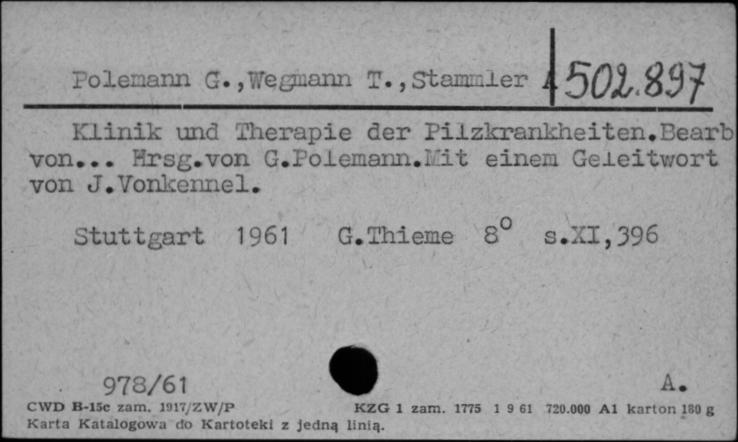 Polemann G.,Wegmann T.,Stammler A 502.897
Klinik und Therapie der Pilzkrankheiten.Bearb
von... Hrsg.von G.Polemann.Mit einem Geleitwort
von J.Vonkennel.
Stuttgart 1961 G.Thieme 8° s.XI,396
978/61 A.
CWD B-15c zam. 1917/ZW/P KZG 1 zam. 1775 1 9 61 720.000 A1 karton 180 g
Karta Katalogowa do Kartoteki z jedną linią.